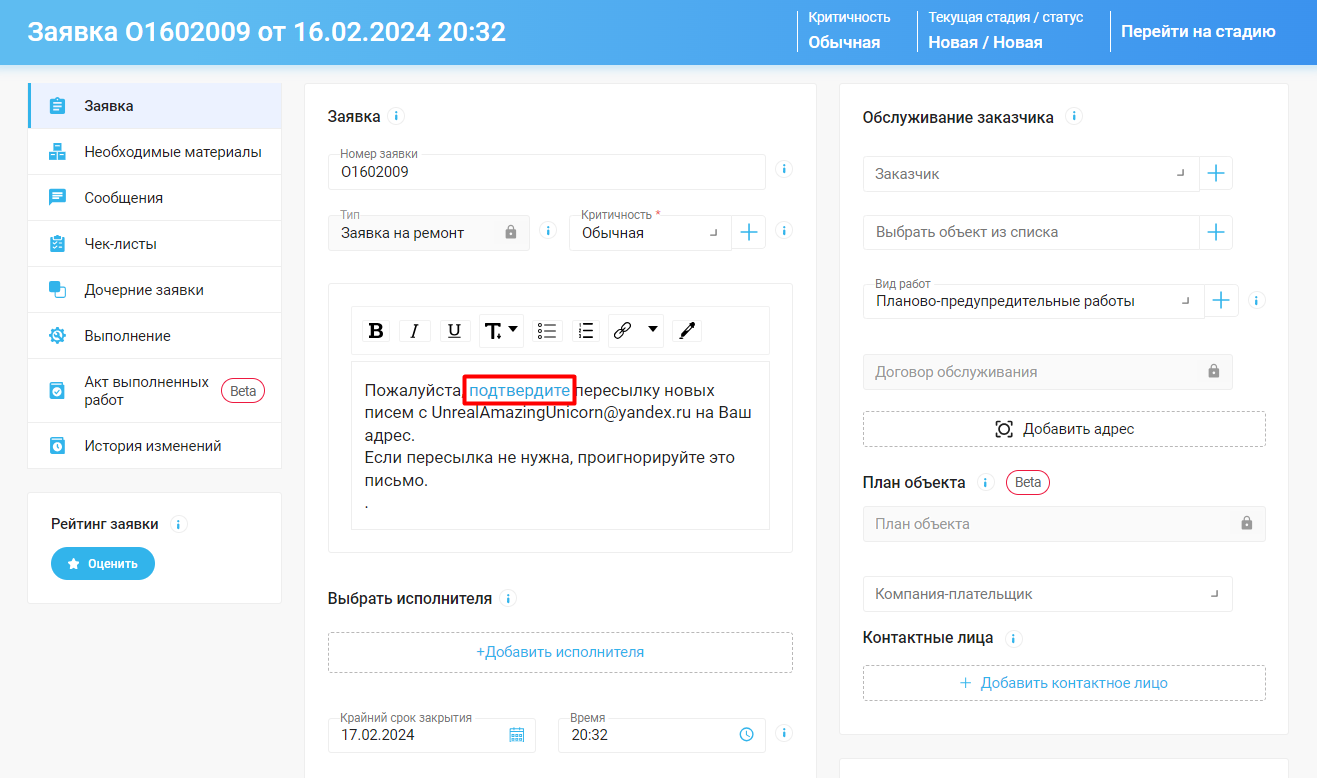 Заявка О1602009 от 16.02.2024 20:32
Критичность
Обычная
Текущая стадия / статус
Новая / Новая
Перейти на стадию
Заявка
Необходимые материалы
Сообщения
Чек-листы
Дочерние заявки
Выполнение
Акт выполненных
работ
Beta
История изменений
Рейтинг заявки
Оценить
Заявка
Номер заявки
О1602009
Тип
Заявка на ремонт
Критичность *
Обычная
B I U T
Пожалуйста, подтвердите пересылку новых
писем с UnrealAmazingUnicorn@yandex.ru на Ваш
адрес.
Если пересылка не нужна, проигнорируйте это
письмо.
.
Выбрать исполнителя
+Добавить исполнителя
Крайний срок закрытия
17.02.2024
Время
20:32
Обслуживание заказчика
Заказчик
Выбрать объект из списка
Вид работ
Планово-предупредительные работы
Договор обслуживания
Добавить адрес
План объекта
Beta
План объекта
Компания-плательщик
Контактные лица
+ Добавить контактное лицо